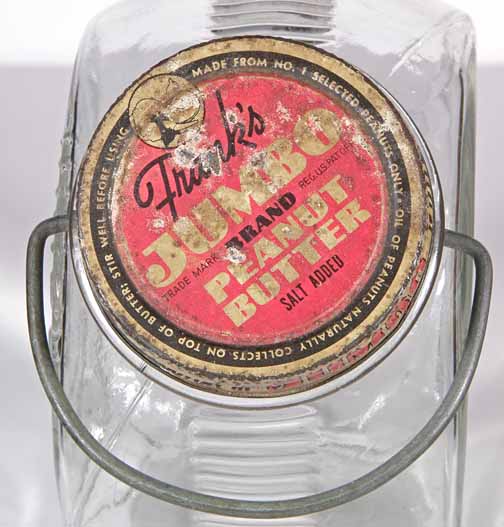 MADE FROM NO. 1 SELECTED PEANUTS ONLY • OIL OF PEANUTS NATURALLY COLLECTS ON TOP OF BUTTER: STIR WELL BEFORE USING
Frank's
JUMBO
TRADE MARK BRAND REG.US.PAT.OFF.
PEANUT
BUTTER
SALT ADDED